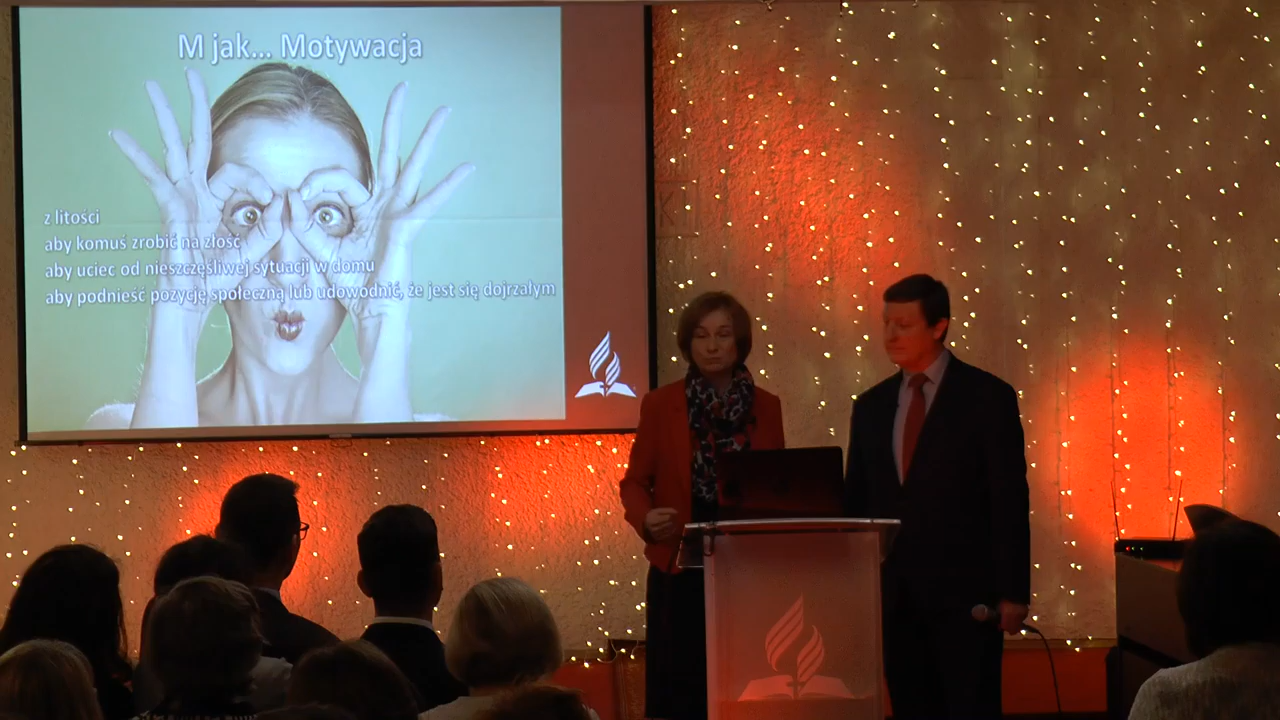 M jak... Motywacja
z litości
aby komuś zrobić na złość
aby uciec od nieszczęśliwej sytuacji w domu
aby podnieść pozycję społeczną lub udowodnić, że jest się dojrzałym